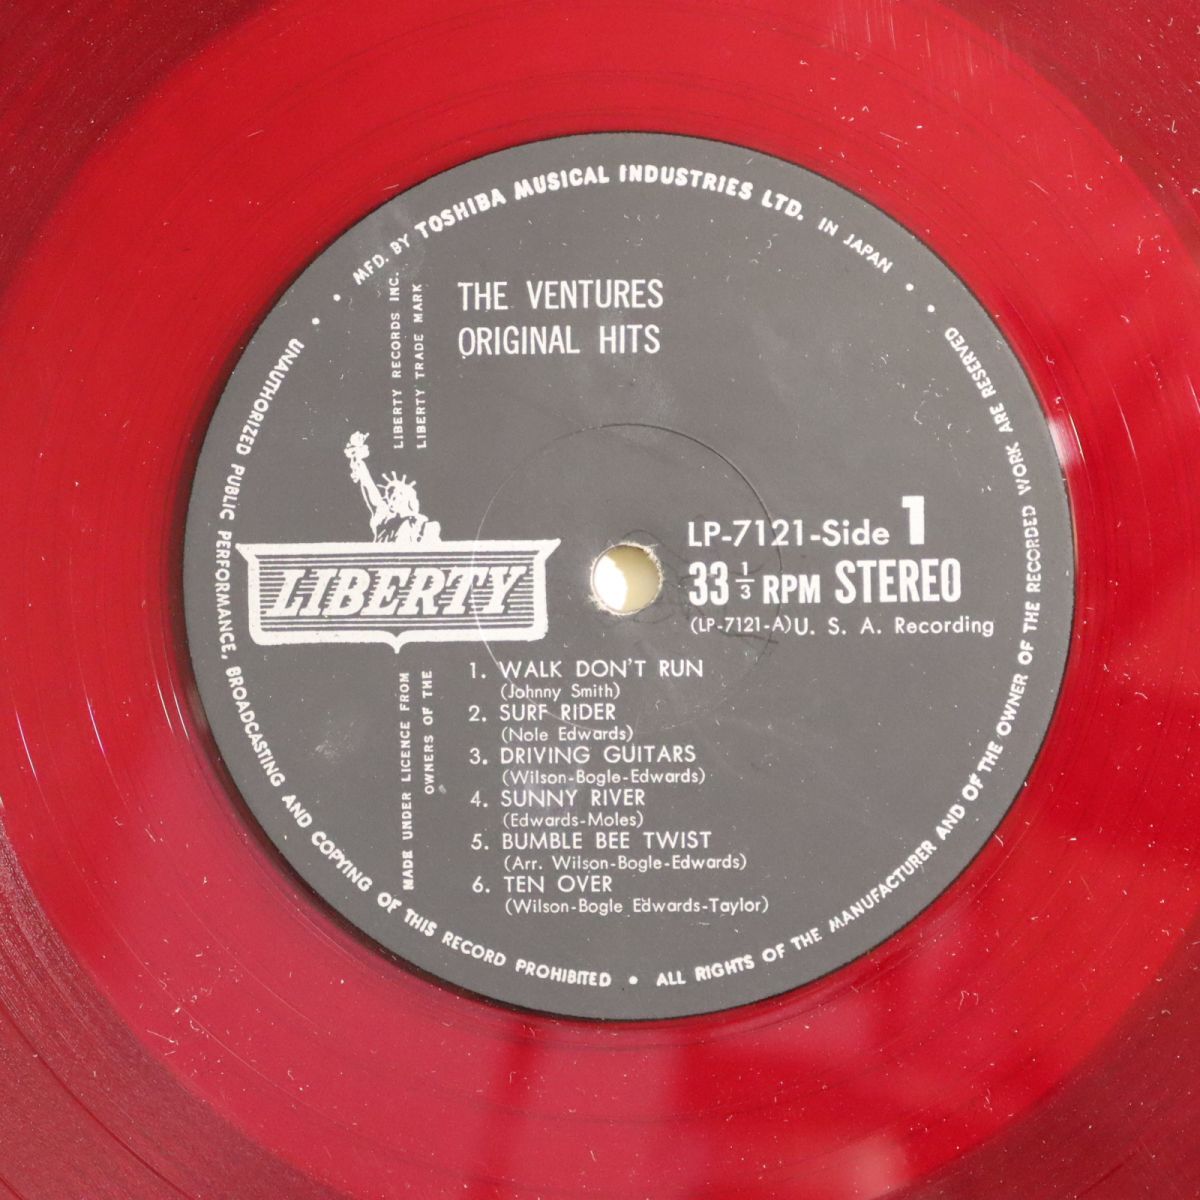 MFD. BY TOSHIBA MUSICAL INDUSTRIES LTD. IN JAPAN
ALL RIGHTS OF THE MANUFACTURER AND OF THE OWNER OF THE RECORDED WORK ARE RESERVED
UNAUTHORIZED PUBLIC PERFORMANCE, BROADCASTING AND COPYING OF THIS RECORD PROHIBITED
LIBERTY RECORDS INC.
LIBERTY TRADE MARK
THE VENTURES
ORIGINAL HITS
LIBERTY
LP-7121-Side 1
33 1/3 RPM STEREO
(LP-7121-A) U. S. A. Recording
MADE UNDER LICENCE FROM
OWNERS OF THE
1. WALK DON'T RUN
(Johnny Smith)
2. SURF RIDER
(Nole Edwards)
3. DRIVING GUITARS
(Wilson-Bogle-Edwards)
4. SUNNY RIVER
(Edwards-Moles)
5. BUMBLE BEE TWIST
(Arr. Wilson-Bogle-Edwards)
6. TEN OVER
(Wilson-Bogle Edwards-Taylor)